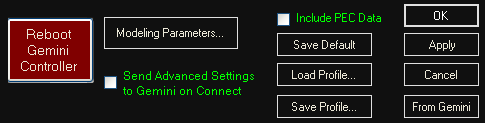 Reboot
Gemini
Controller
Modeling Parameters...
Send Advanced Settings
to Gemini on Connect
Include PEC Data
Save Default
Load Profile...
Save Profile...
OK
Apply
Cancel
From Gemini